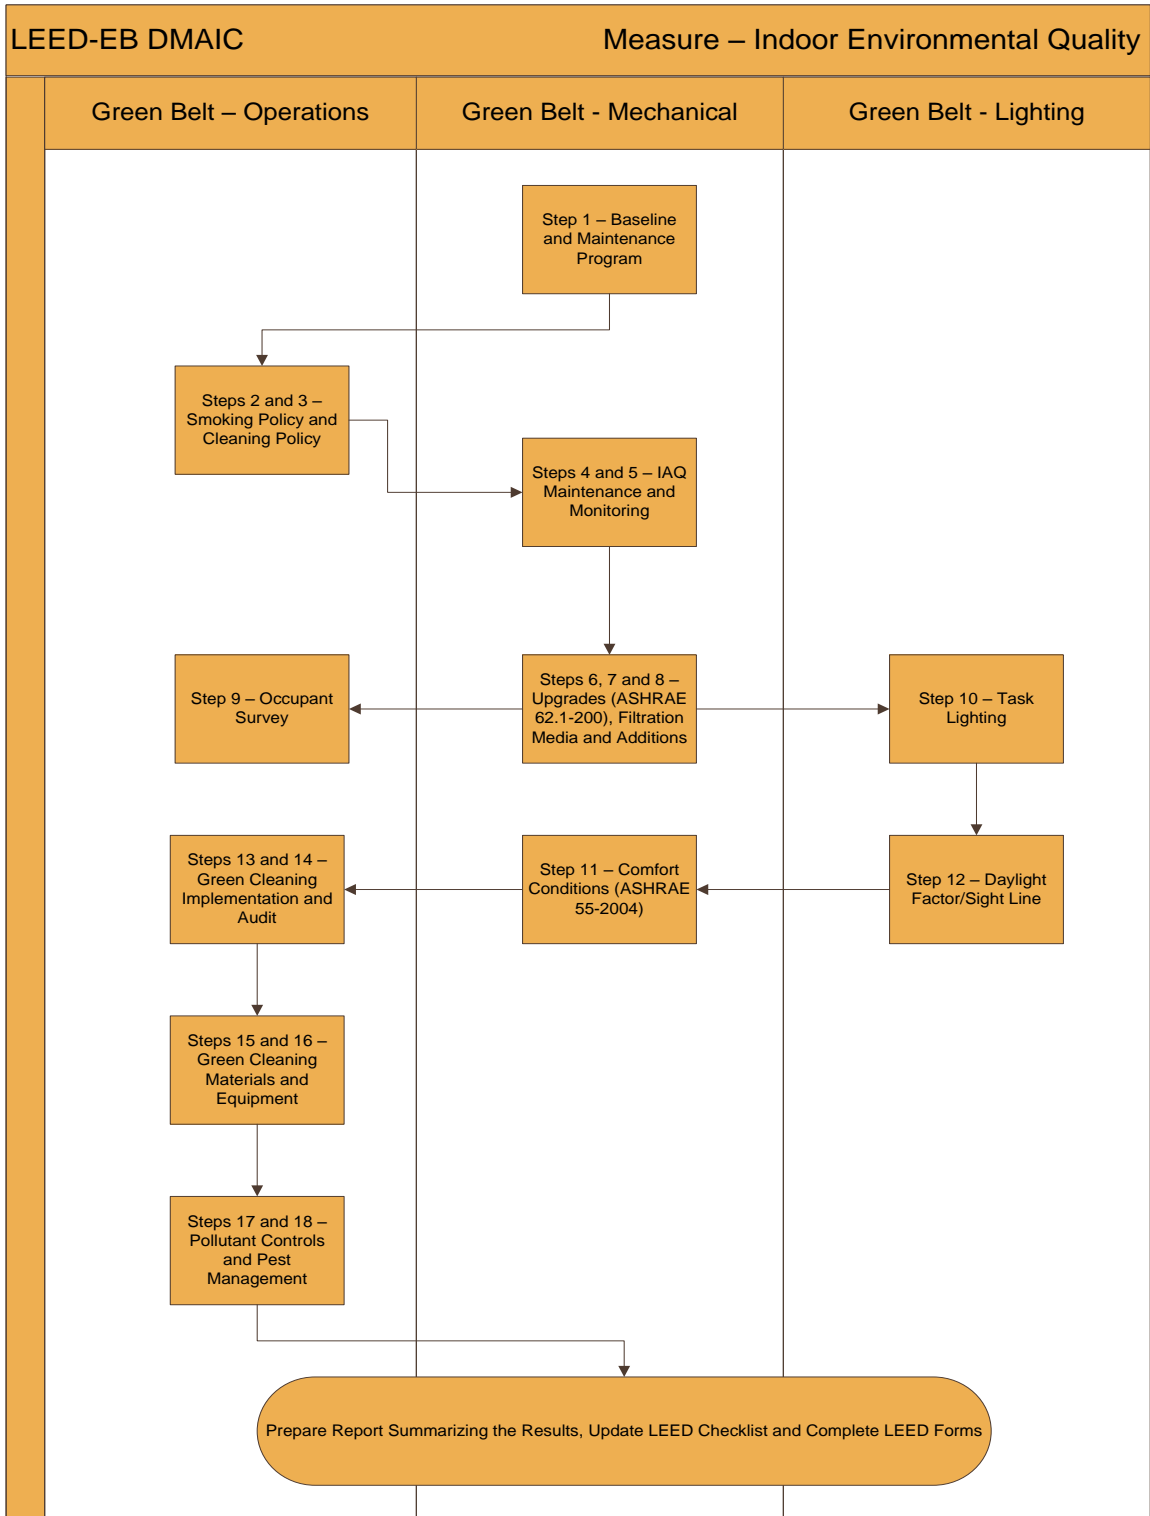 LEED-EB DMAIC
Measure – Indoor Environmental Quality
Green Belt – Operations
Green Belt - Mechanical
Green Belt - Lighting
Step 1 – Baseline
and Maintenance
Program
Steps 2 and 3 –
Smoking Policy and
Cleaning Policy
Steps 4 and 5 – IAQ
Maintenance and
Monitoring
Step 9 – Occupant
Survey
Steps 6, 7 and 8 –
Upgrades (ASHRAE
62.1-200), Filtration
Media and Additions
Step 10 – Task
Lighting
Steps 13 and 14 –
Green Cleaning
Implementation and
Audit
Step 11 – Comfort
Conditions (ASHRAE
55-2004)
Step 12 – Daylight
Factor/Sight Line
Steps 15 and 16 –
Green Cleaning
Materials and
Equipment
Steps 17 and 18 –
Pollutant Controls
and Pest
Management
Prepare Report Summarizing the Results, Update LEED Checklist and Complete LEED Forms